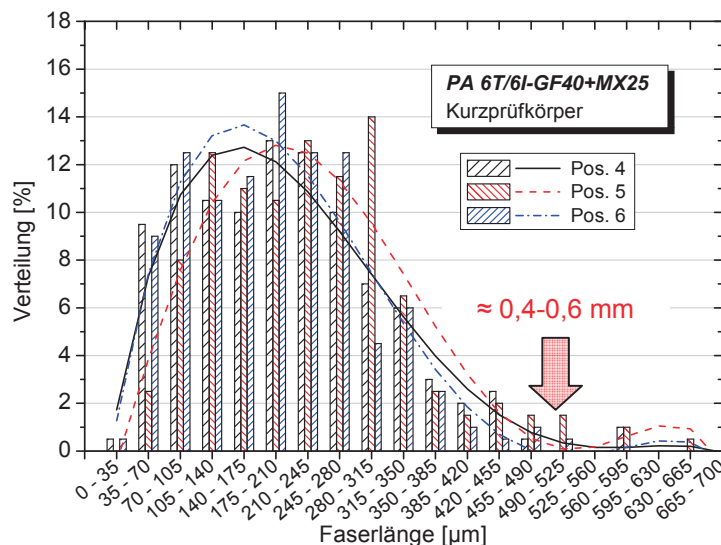 18
16
14
12
10
8
6
4
2
0
Verteilung [%]
PA 6T/6I-GF40+MX25
Kurzprüfkörper
Pos. 4
Pos. 5
Pos. 6
≈ 0,4-0,6 mm
0 - 35
35 - 70
70 - 105
105 - 140
140 - 175
175 - 210
210 - 245
245 - 280
280 - 315
315 - 350
350 - 385
385 - 420
420 - 455
455 - 490
490 - 525
525 - 560
560 - 595
595 - 630
630 - 665
665 - 700
Faserlänge [µm]